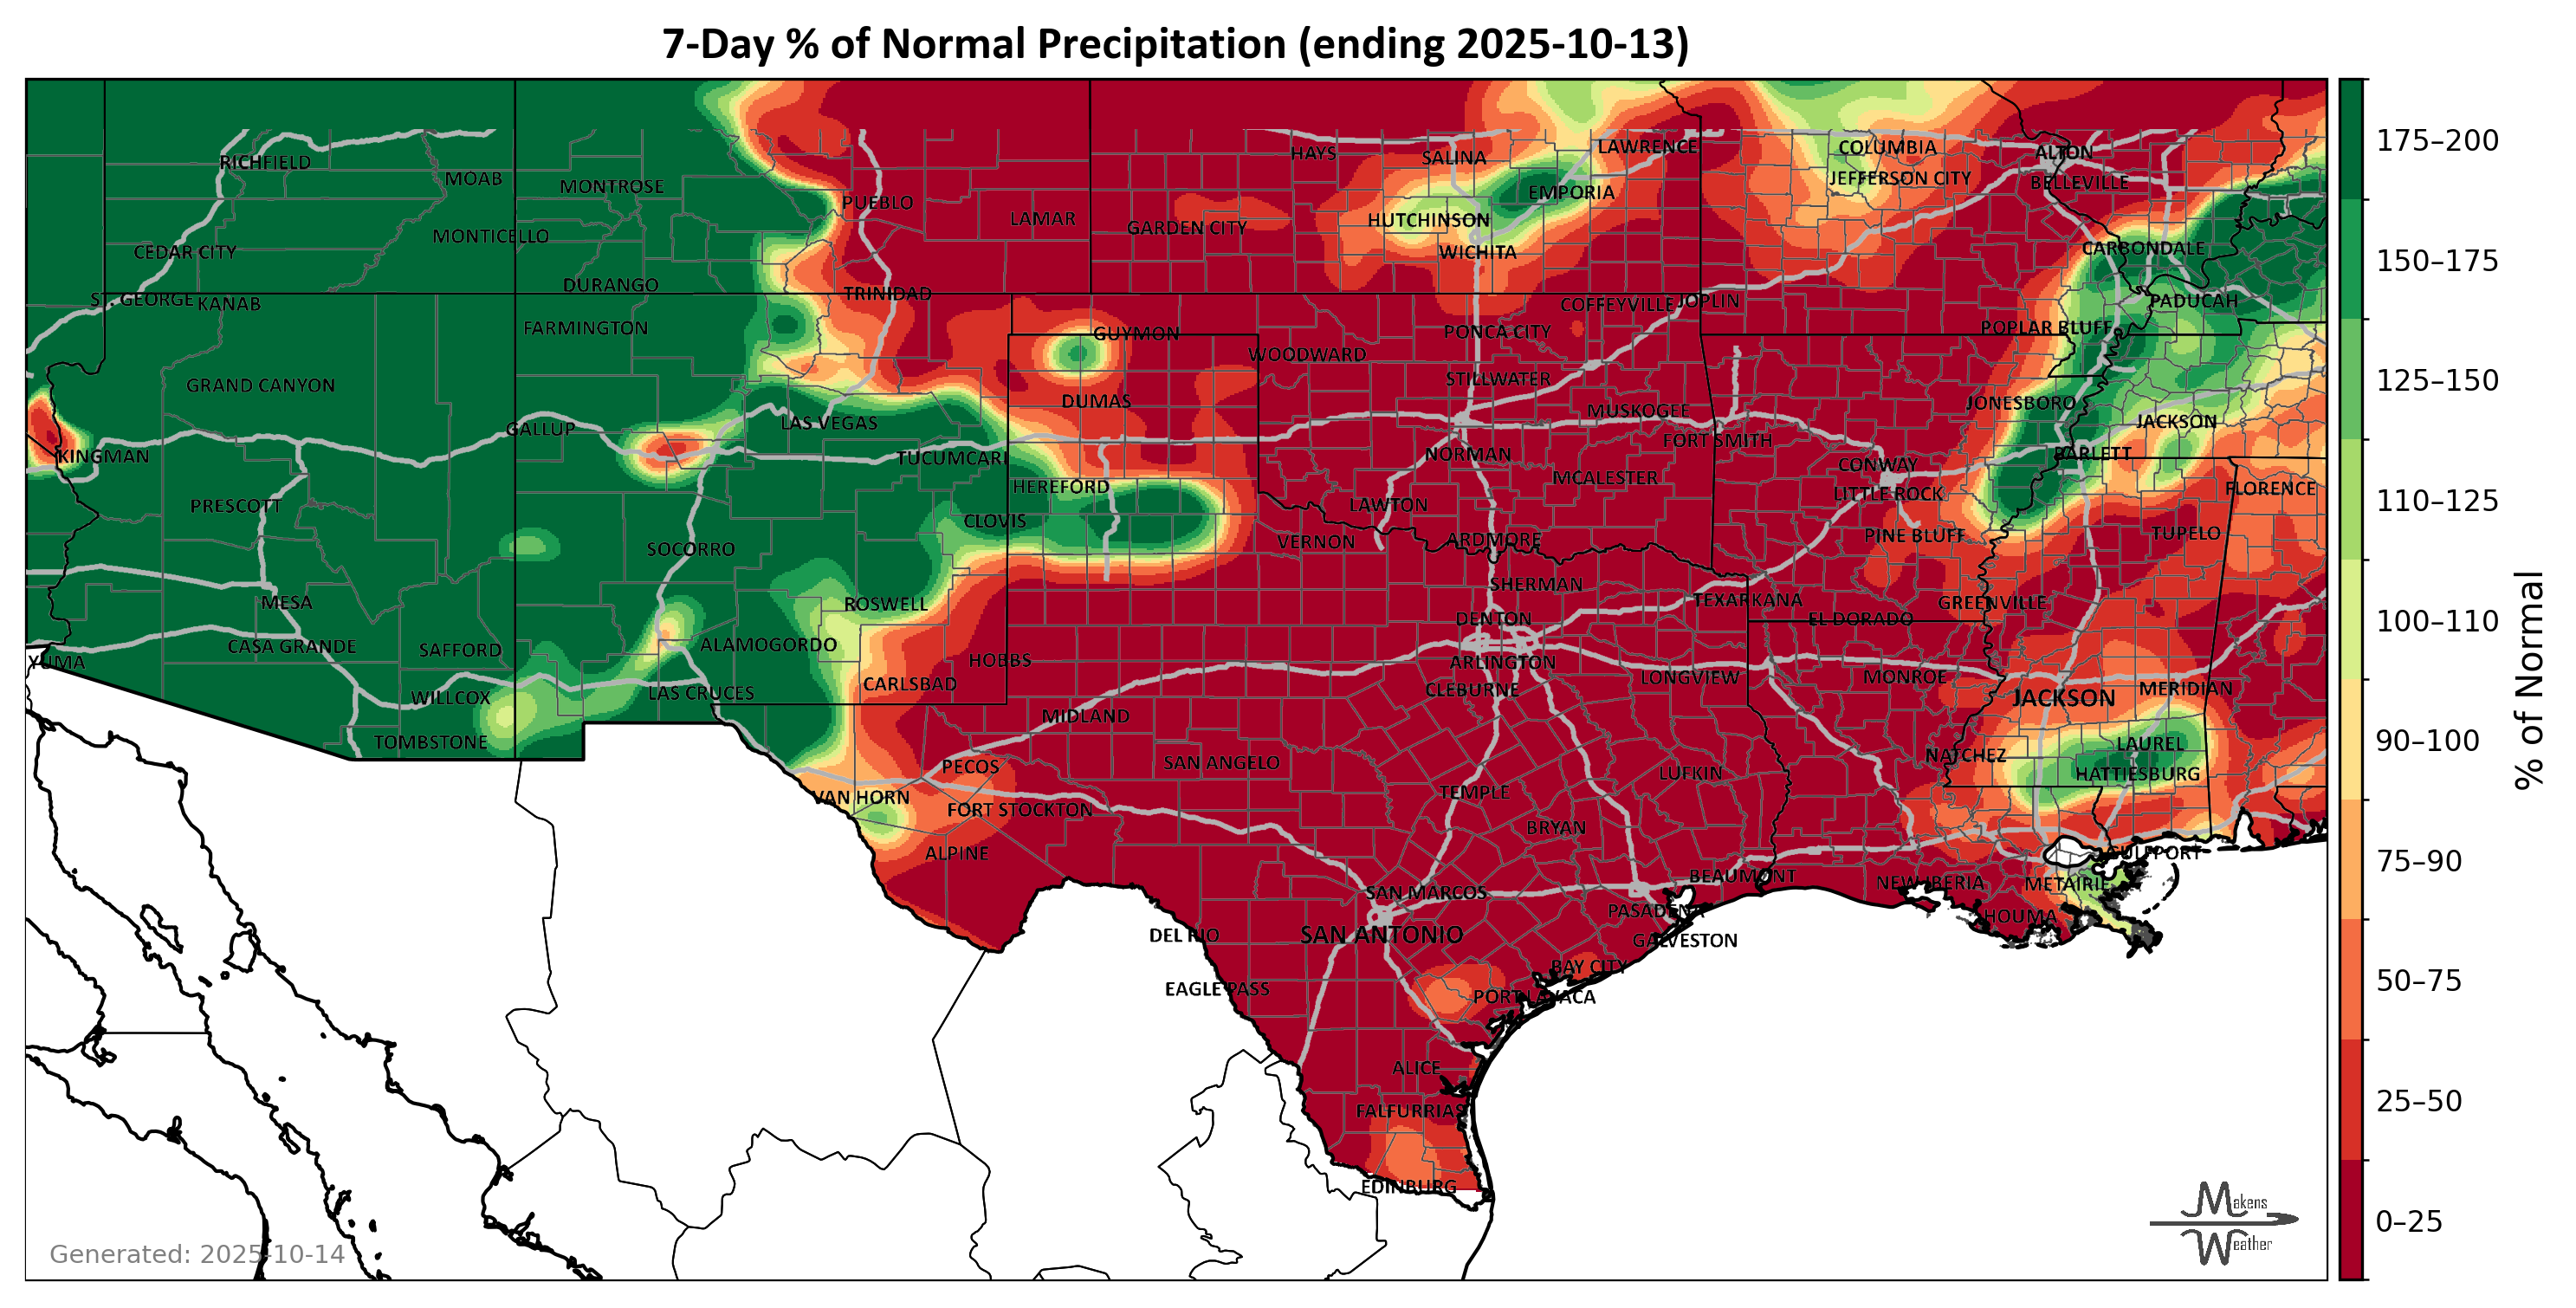 7-Day % of Normal Precipitation (ending 2025-10-13)
RICHFIELD
MOAB
MONTROSE
PUEBLO
LAMAR
HAYS
SALINA
LAWRENCE
COLUMBIA
ALTON
JEFFERSON CITY
BELLEVILLE
EMPORIA
HUTCHINSON
GARDEN CITY
WICHITA
CEDAR CITY
MONTICELLO
CARBONDALE
DURANGO
TRINIDAD
ST. GEORGE
KANAB
COFFEYVILLE
JOPLIN
PADUCAH
FARMINGTON
GUYMON
PONCA CITY
POPLAR BLUFF
WOODWARD
GRAND CANYON
STILLWATER
DUMAS
MUSKOGEE
JONESBORO
GALLUP
LAS VEGAS
JACKSON
FORT SMITH
KINGMAN
TUCUMCARI
NORMAN
BARLETT
CONWAY
MCALESTER
HEREFORD
LITTLE ROCK
FLORENCE
PRESCOTT
LAWTON
CLOVIS
PINE BLUFF
TUPELO
VERNON
ARDMORE
SOCORRO
SHERMAN
MESA
ROSWELL
TEXARKANA
GREENVILLE
DENTON
EL DORADO
CASA GRANDE
SAFFORD
ALAMOGORDO
YUMA
HOBBS
ARLINGTON
WILLCOX
LAS CRUCES
CARLSBAD
CLEBURNE
LONGVIEW
MONROE
JACKSON
MERIDIAN
MIDLAND
TOMBSTONE
LAUREL
PECOS
SAN ANGELO
NATCHEZ
LUFKIN
HATTIESBURG
VAN HORN
FORT STOCKTON
TEMPLE
BRYAN
ALPINE
GULFPORT
BEAUMONT
NEW IBERIA
METAIRIE
SAN MARCOS
PASADENA
HOUMA
DEL RIO
SAN ANTONIO
GALVESTON
BAY CITY
EAGLE PASS
PORT LAVACA
ALICE
FALFURRIAS
EDINBURG
Generated: 2025-10-14
Makens
Weather
175–200
150–175
125–150
110–125
100–110
90–100
75–90
50–75
25–50
0–25
% of Normal